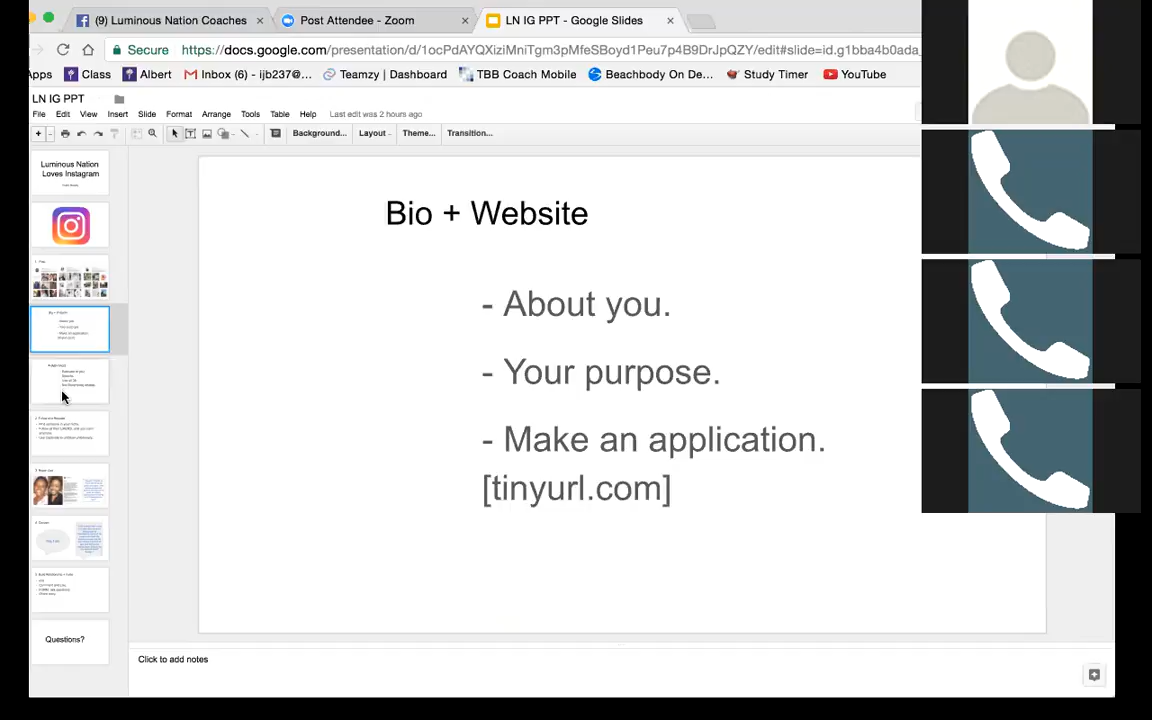 (9) Luminous Nation Coaches
Post Attendee - Zoom
LN IG PPT - Google Slides
Secure
https://docs.google.com/presentation/d/1ocPdAYQXiziMniTgm3pMfeSBoyd1Peu7p4B9DrJpQZY/edit#slide=id.g1bba4b0ada_
Apps
Class
Albert
Inbox (6) - ijb237@...
Teamzy | Dashboard
TBB Coach Mobile
Beachbody On De...
Study Timer
YouTube
LN IG PPT
File Edit View Insert Slide Format Arrange Tools Table Help Last edit was 2 hours ago
Background... Layout Theme... Transition...
Luminous Nation
Loves Instagram
Bio + Website
- About you.
- Your purpose.
- Make an application.
[tinyurl.com]
Questions?
Click to add notes